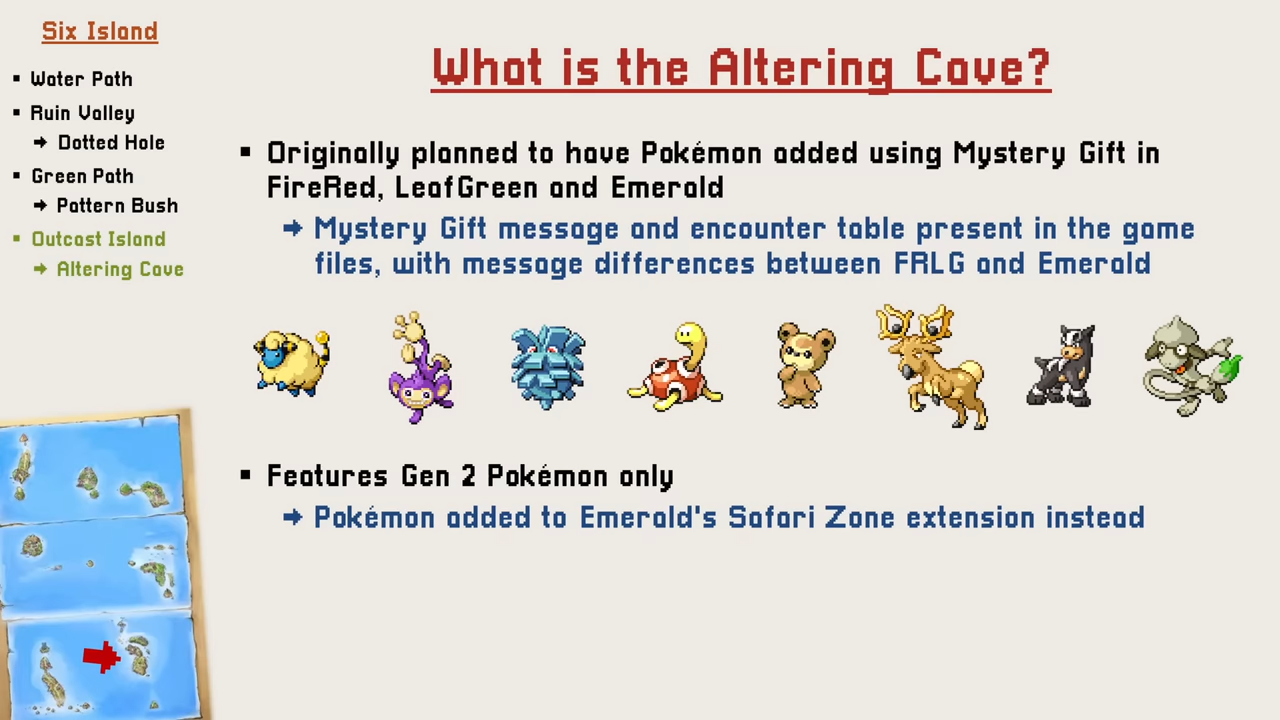 Six Island
▪ Water Path
▪ Ruin Valley
➔ Dotted Hole
▪ Green Path
➔ Pattern Bush
▪ Outcast Island
➔ Altering Cave
What is the Altering Cave?
▪ Originally planned to have Pokémon added using Mystery Gift in
FireRed, LeafGreen and Emerald
➔ Mystery Gift message and encounter table present in the game
files, with message differences between FRLG and Emerald
▪ Features Gen 2 Pokémon only
➔ Pokémon added to Emerald's Safari Zone extension instead